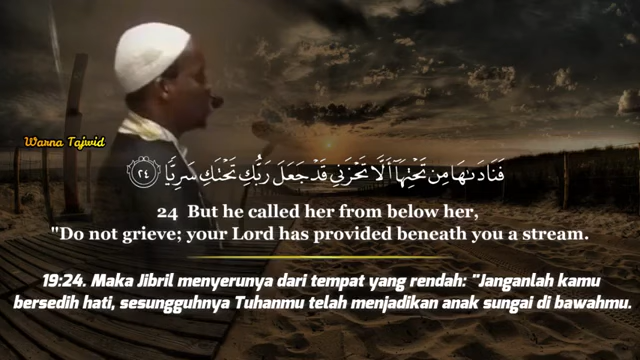 Warna Tajwid
فَنَادَىٰهَا مِن تَحْتِهَآ أَلَّا تَحْزَنِى قَدْ جَعَلَ رَبُّكِ تَحْتَكِ سَرِيًّا ٢٤
24 But he called her from below her,
"Do not grieve; your Lord has provided beneath you a stream.
19:24. Maka Jibril menyerunya dari tempat yang rendah: "Janganlah kamu
bersedih hati, sesungguhnya Tuhanmu telah menjadikan anak sungai di bawahmu.